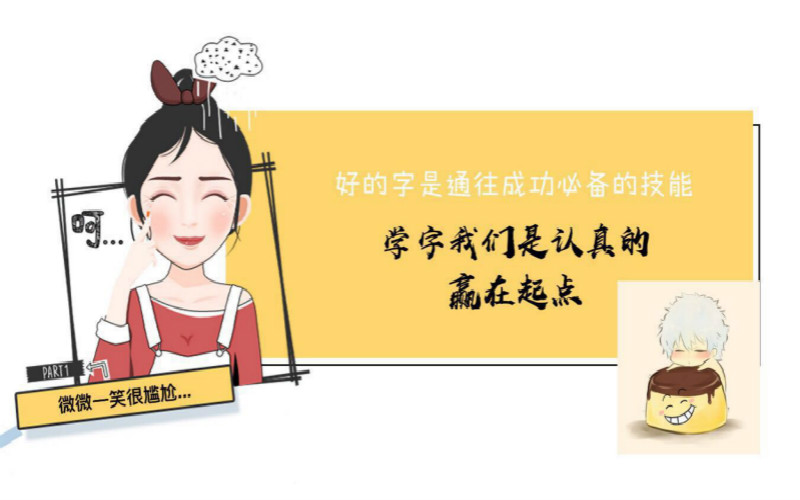 好的字是通往成功必备的技能
学字我们是认真的
赢在起点
呵...
PART1
微微一笑很尴尬...